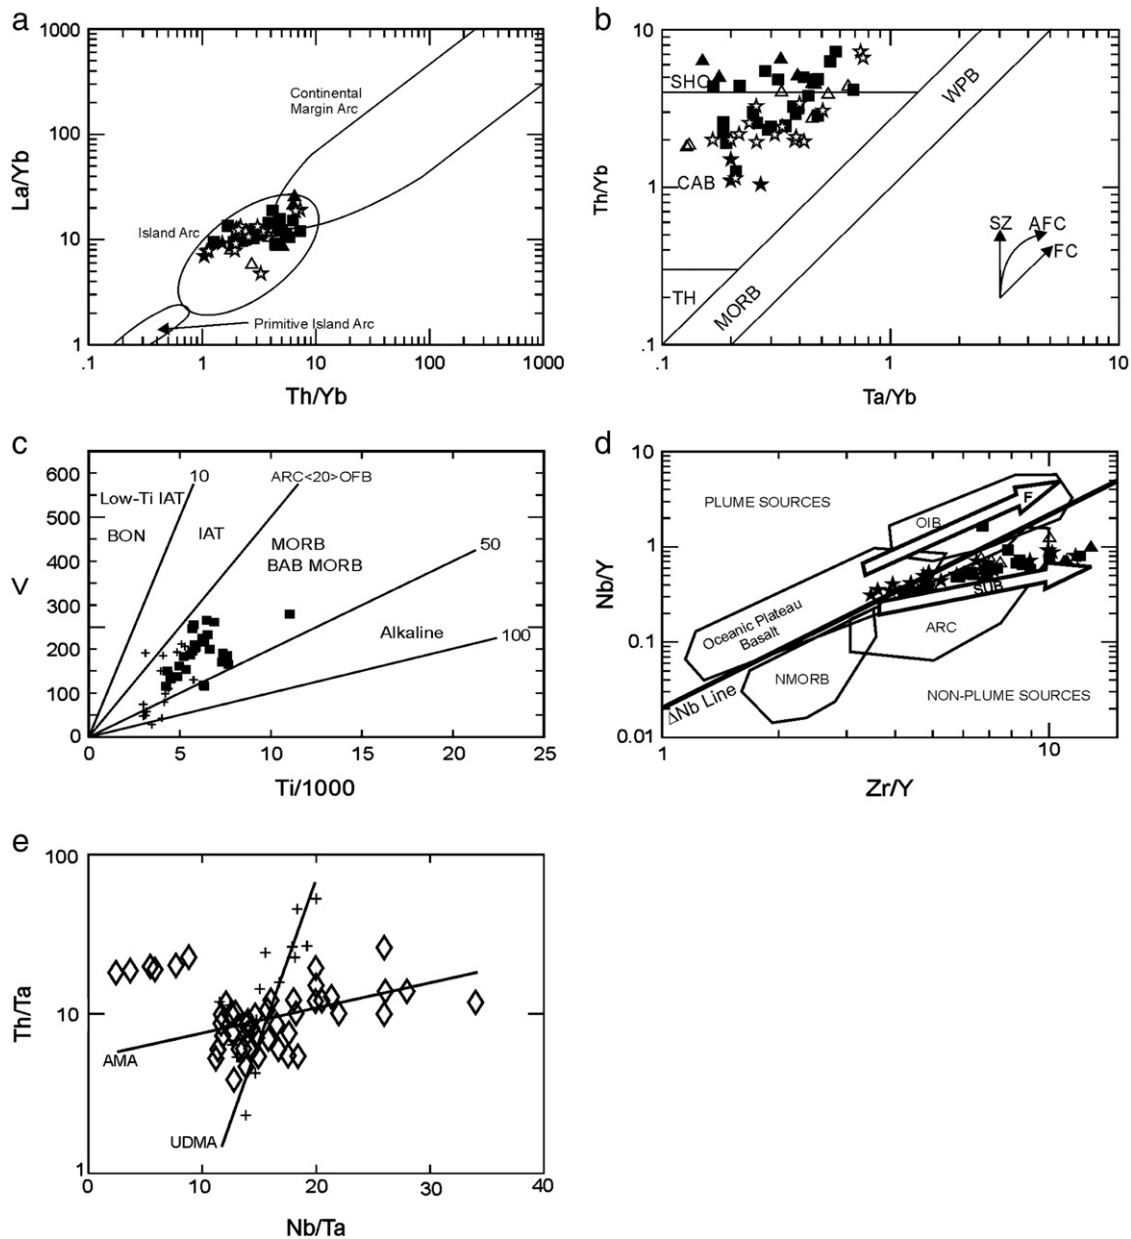 a
1000
100
10
1
La/Yb
Continental
Margin Arc
Island Arc
Primitive Island Arc
.1
1
10
100
1000
Th/Yb
b
10
1
.1
Th/Yb
SHO
CAB
TH
MORB
WPB
SZ
AFC
FC
.1
1
10
Ta/Yb
c
600
500
400
300
200
100
0
V
Low-Ti IAT
BON
10
IAT
ARC<20>OFB
MORB
BAB MORB
50
Alkaline
100
0
5
10
15
20
25
Ti/1000
d
10
1
0.1
0.01
Nb/Y
PLUME SOURCES
OIB
F
Oceanic Plateau
Basalt
SUB
ARC
NMORB
ΔNb Line
NON-PLUME SOURCES
1
10
Zr/Y
e
100
10
1
Th/Ta
AMA
UDMA
0
10
20
30
40
Nb/Ta